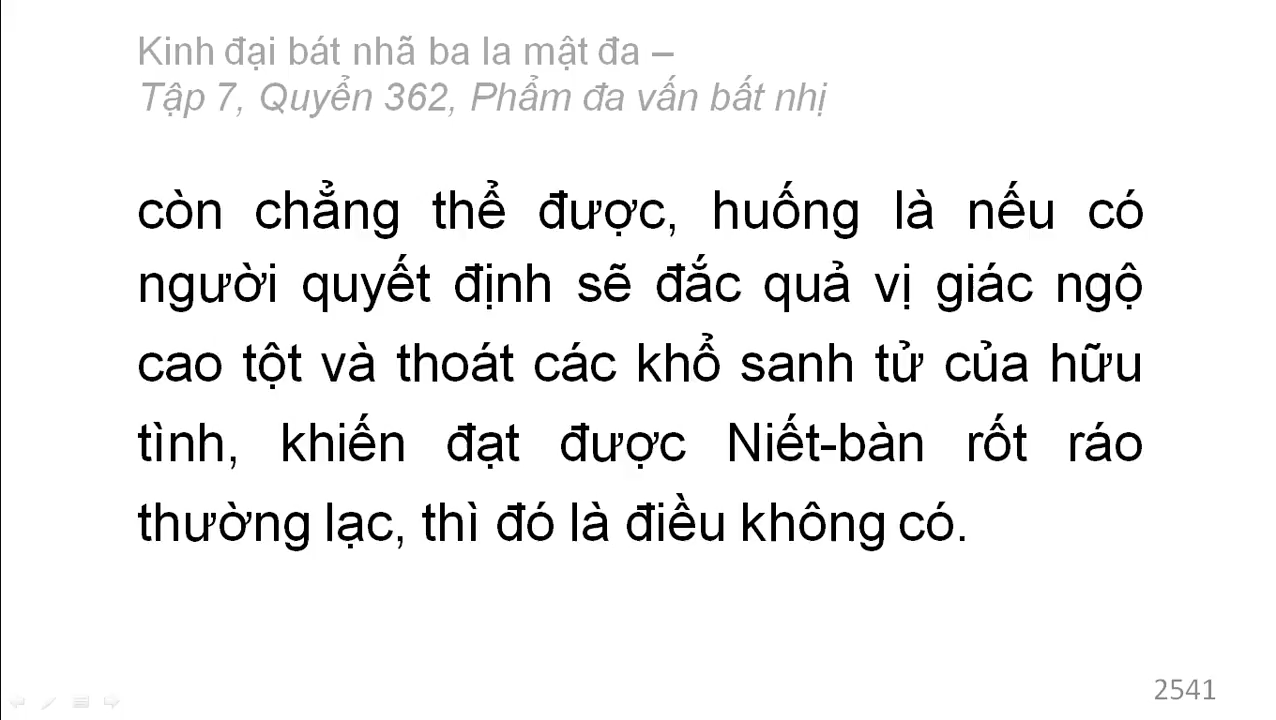 Kinh đại bát nhã ba la mật đa –
Tập 7, Quyển 362, Phẩm đa vấn bất nhị
còn chẳng thể được, huống là nếu có
người quyết định sẽ đắc quả vị giác ngộ
cao tột và thoát các khổ sanh tử của hữu
tình, khiến đạt được Niết-bàn rốt ráo
thường lạc, thì đó là điều không có.
2541